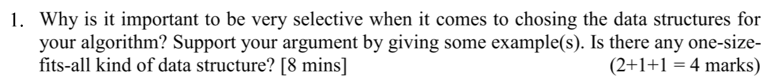 1. Why is it important to be very selective when it comes to chosing the data structures for
your algorithm? Support your argument by giving some example(s). Is there any one-size-
fits-all kind of data structure? [8 mins] (2+1+1 = 4 marks)